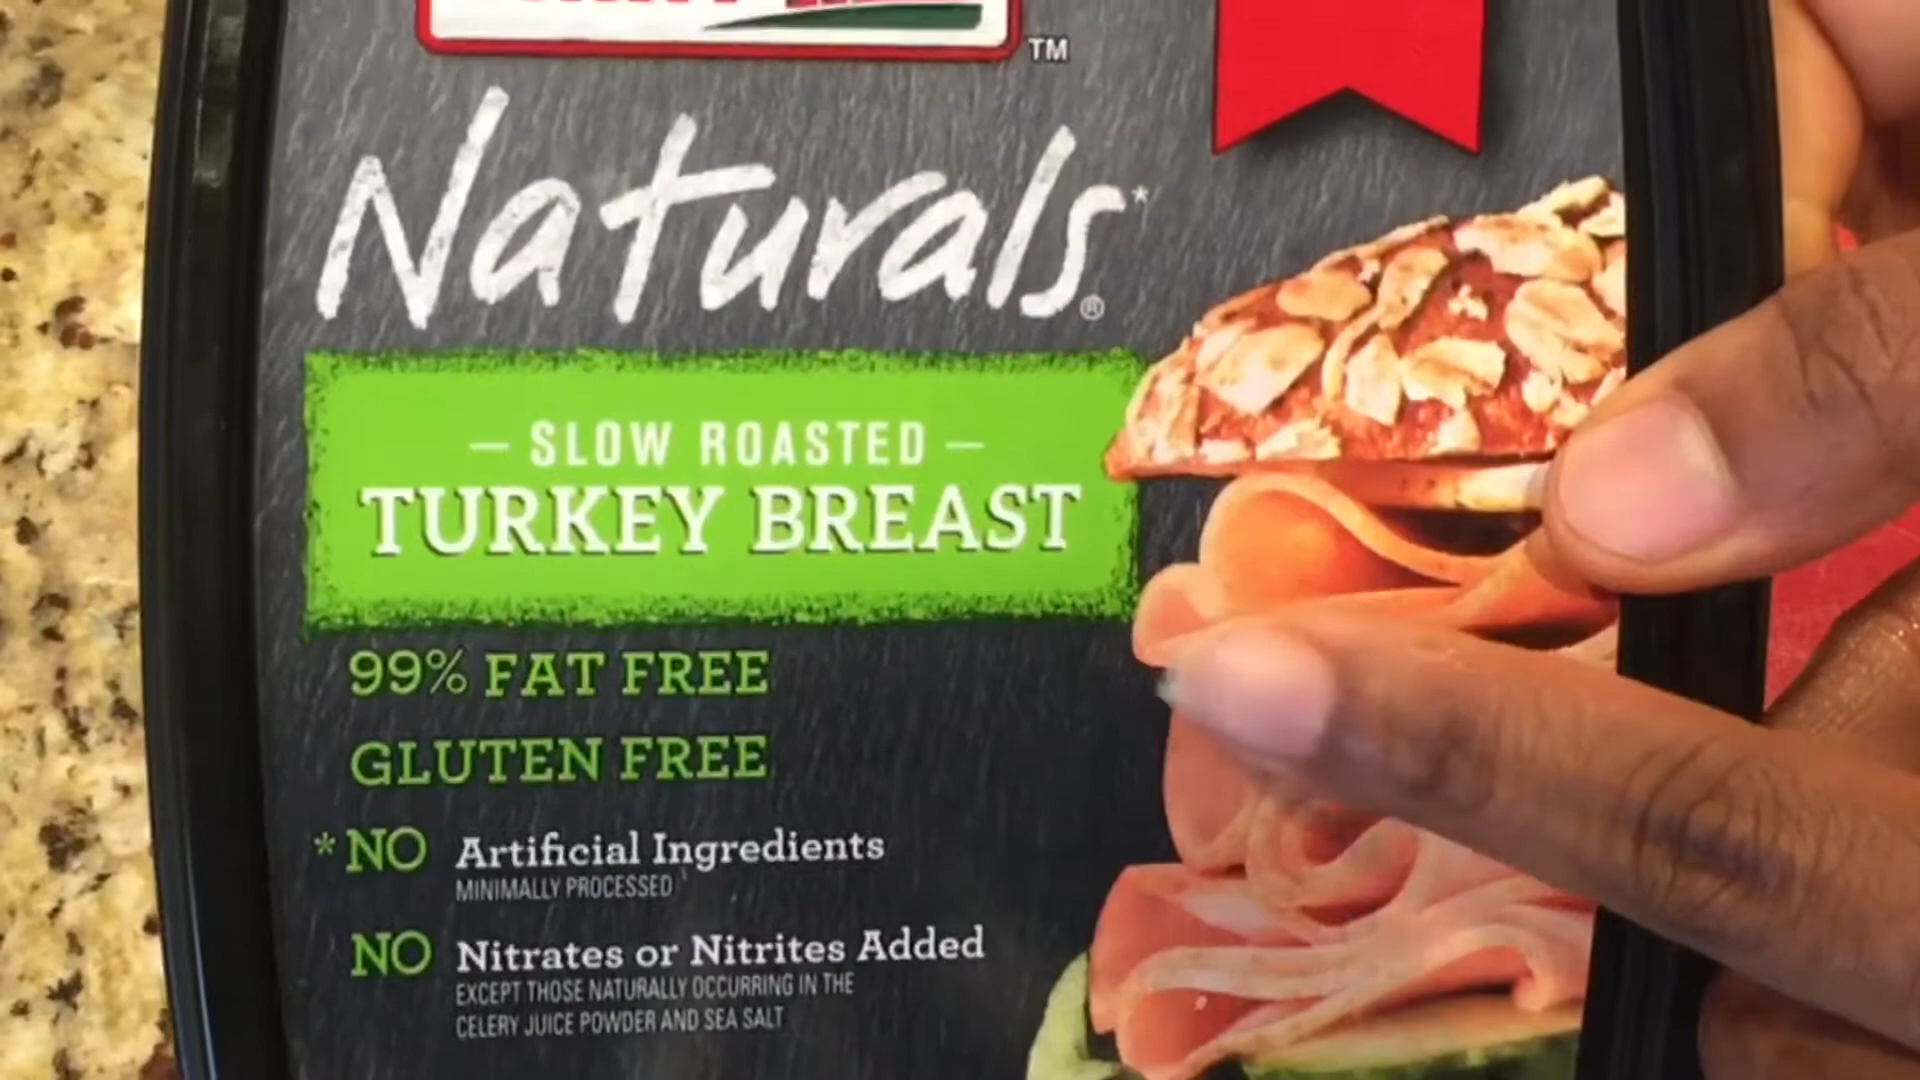 TM
Naturals*
®
— SLOW ROASTED —
TURKEY BREAST
99% FAT FREE
GLUTEN FREE
*NO Artificial Ingredients
MINIMALLY PROCESSED
NO Nitrates or Nitrites Added
EXCEPT THOSE NATURALLY OCCURRING IN THE
CELERY JUICE POWDER AND SEA SALT